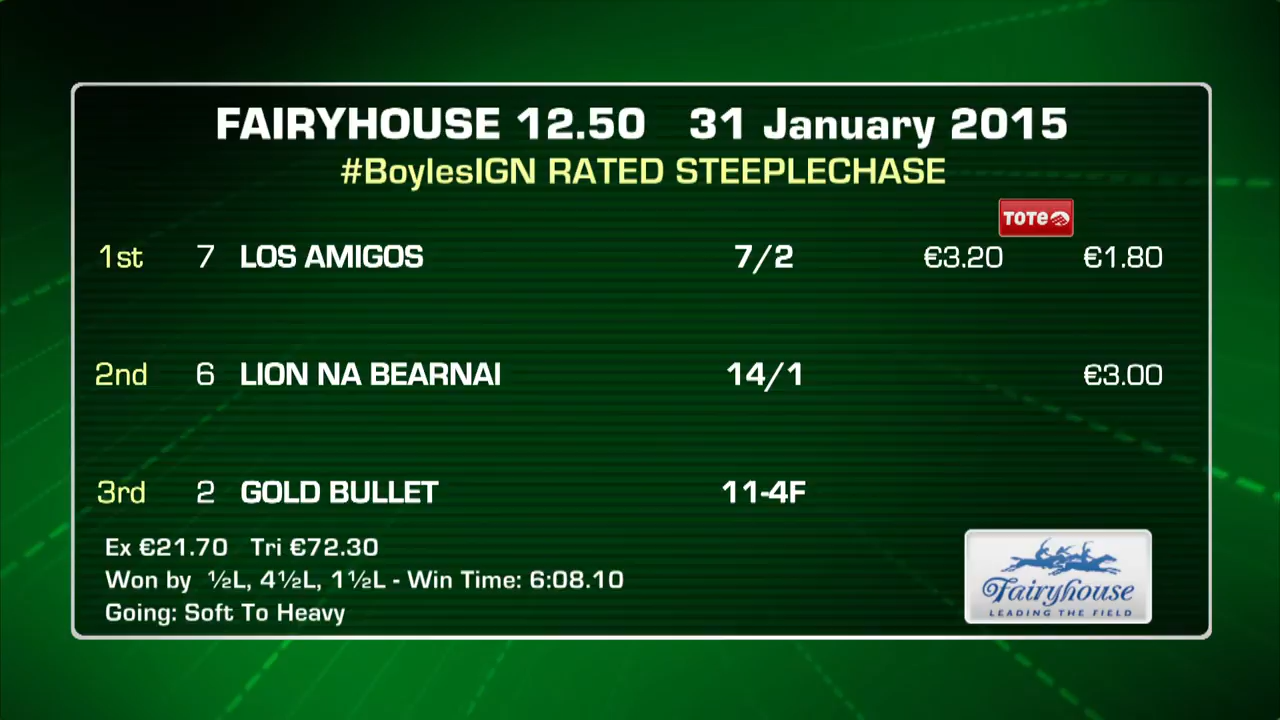 FAIRYHOUSE 12.50 31 January 2015
#BoylesIGN RATED STEEPLECHASE
TOTe
1st 7 LOS AMIGOS 7/2 €3.20 €1.80
2nd 6 LION NA BEARNAI 14/1 €3.00
3rd 2 GOLD BULLET 11-4F
Ex €21.70 Tri €72.30
Won by ½L, 4½L, 1½L - Win Time: 6:08.10
Going: Soft To Heavy
Fairyhouse
LEADING THE FIELD